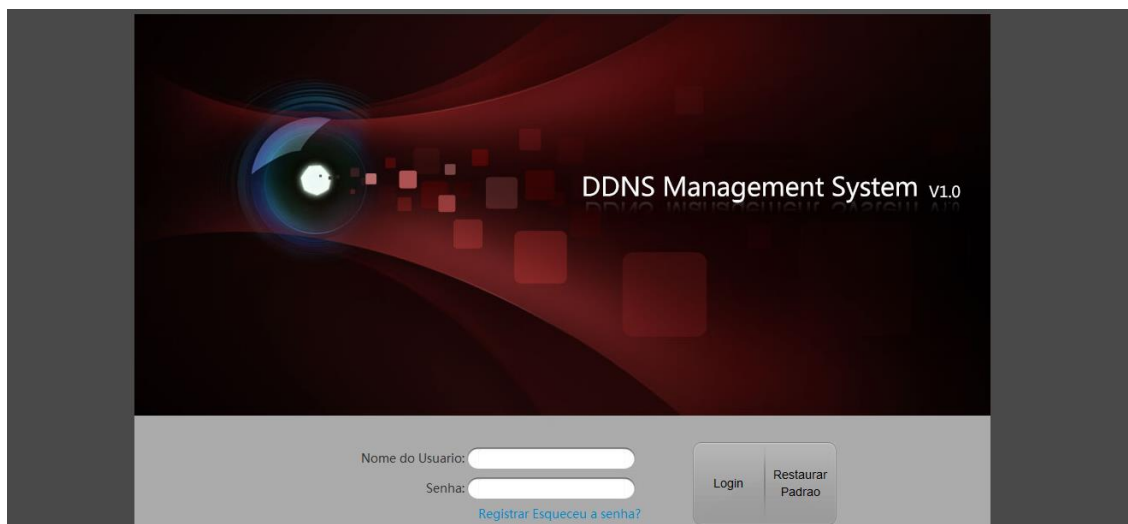 DDNS Management System V1.0
Nome do Usuario:
Senha:
Registrar Esqueceu a senha?
Login
Restaurar
Padrao